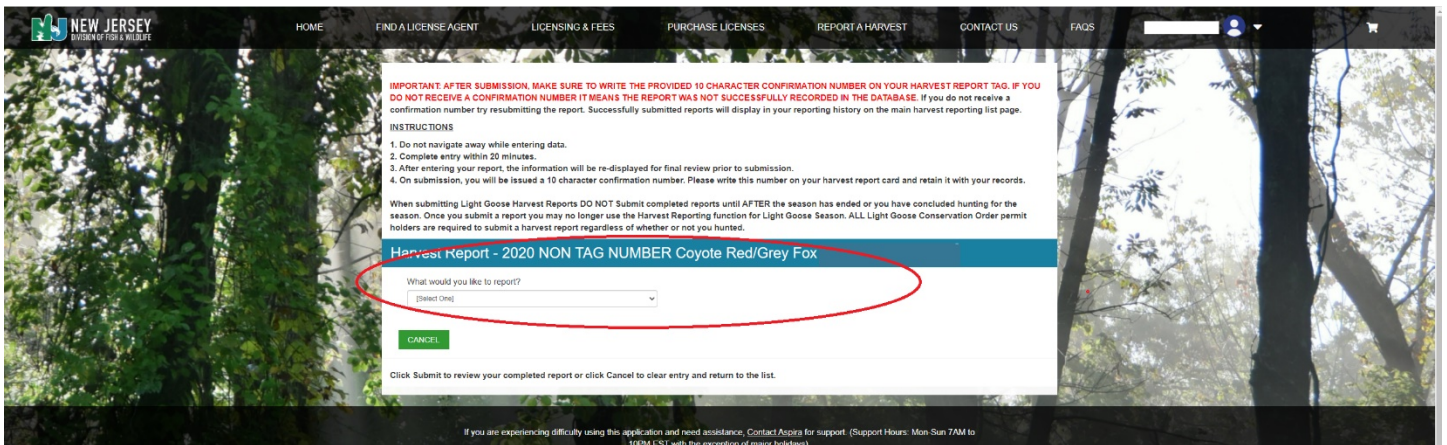 NEW JERSEY
DIVISION OF FISH & WILDLIFE
HOME
FIND A LICENSE AGENT
LICENSING & FEES
PURCHASE LICENSES
REPORT A HARVEST
CONTACT US
FAQS
IMPORTANT: AFTER SUBMISSION, MAKE SURE TO WRITE THE PROVIDED 10 CHARACTER CONFIRMATION NUMBER ON YOUR HARVEST REPORT TAG. IF YOU
DO NOT RECEIVE A CONFIRMATION NUMBER IT MEANS THE REPORT WAS NOT SUCCESSFULLY RECORDED IN THE DATABASE. If you do not receive a
confirmation number try resubmitting the report. Successfully submitted reports will display in your reporting history on the main harvest reporting list page.
INSTRUCTIONS
1. Do not navigate away while entering data.
2. Complete entry within 20 minutes.
3. After entering your report, the information will be re-displayed for final review prior to submission.
4. On submission, you will be issued a 10 character confirmation number. Please write this number on your harvest report card and retain it with your records.
When submitting Light Goose Harvest Reports DO NOT Submit completed reports until AFTER the season has ended or you have concluded hunting for the
season. Once you submit a report you may no longer use the Harvest Reporting function for Light Goose Season. ALL Light Goose Conservation Order permit
holders are required to submit a harvest report regardless of whether or not you hunted.
Harvest Report - 2020 NON TAG NUMBER Coyote Red/Grey Fox
What would you like to report?
[Select One]
CANCEL
Click Submit to review your completed report or click Cancel to clear entry and return to the list.
If you are experiencing difficulty using this application and need assistance, Contact Aspira for support. (Support Hours: Mon-Sun 7AM to
10PM EST with the exception of major holidays)